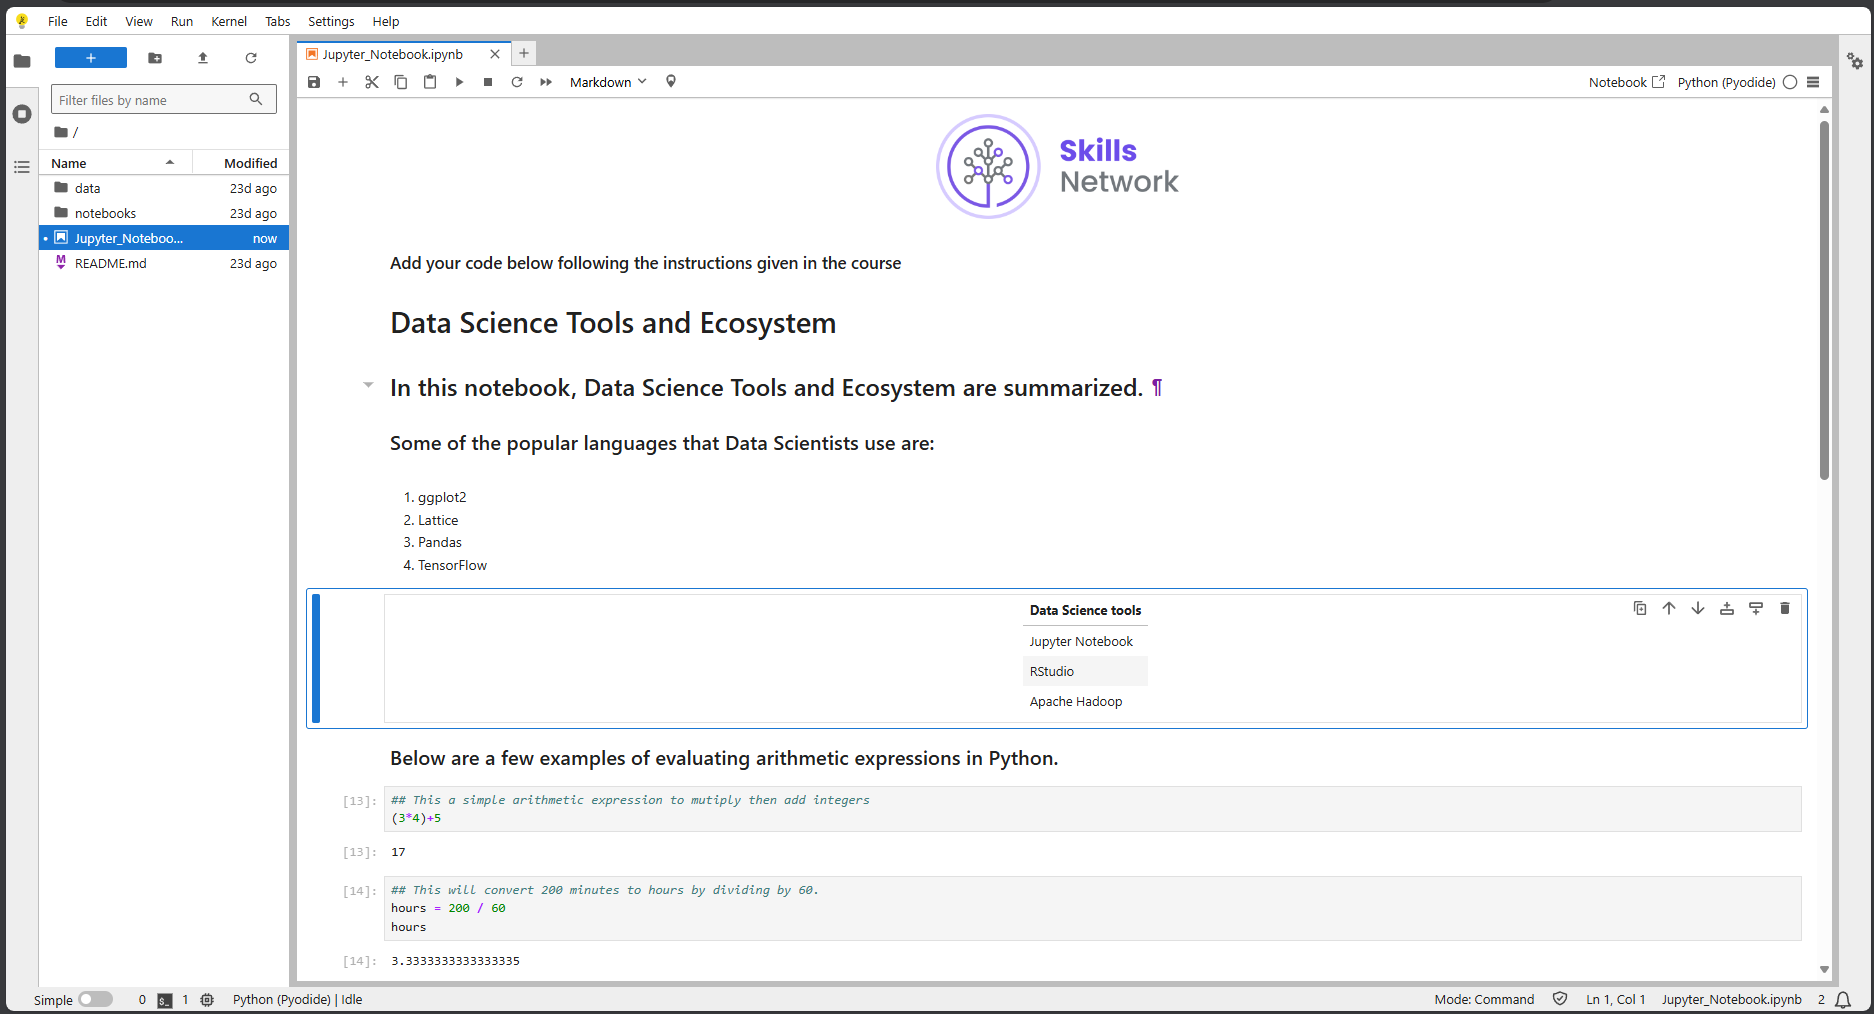 File Edit View Run Kernel Tabs Settings Help
+
Filter files by name
/
Name Modified
data 23d ago
notebooks 23d ago
Jupyter_Noteboo... now
README.md 23d ago
Jupyter_Notebook.ipynb
Markdown
Notebook Python (Pyodide)
Skills
Network
Add your code below following the instructions given in the course
Data Science Tools and Ecosystem
In this notebook, Data Science Tools and Ecosystem are summarized. ¶
Some of the popular languages that Data Scientists use are:
1. ggplot2
2. Lattice
3. Pandas
4. TensorFlow
Data Science tools
Jupyter Notebook
RStudio
Apache Hadoop
Below are a few examples of evaluating arithmetic expressions in Python.
[13]: ## This a simple arithmetic expression to mutiply then add integers
(3*4)+5
[13]: 17
[14]: ## This will convert 200 minutes to hours by dividing by 60.
hours = 200 / 60
hours
[14]: 3.3333333333333335
Simple 0 $_ 1 Python (Pyodide) | Idle Mode: Command Ln 1, Col 1 Jupyter_Notebook.ipynb 2